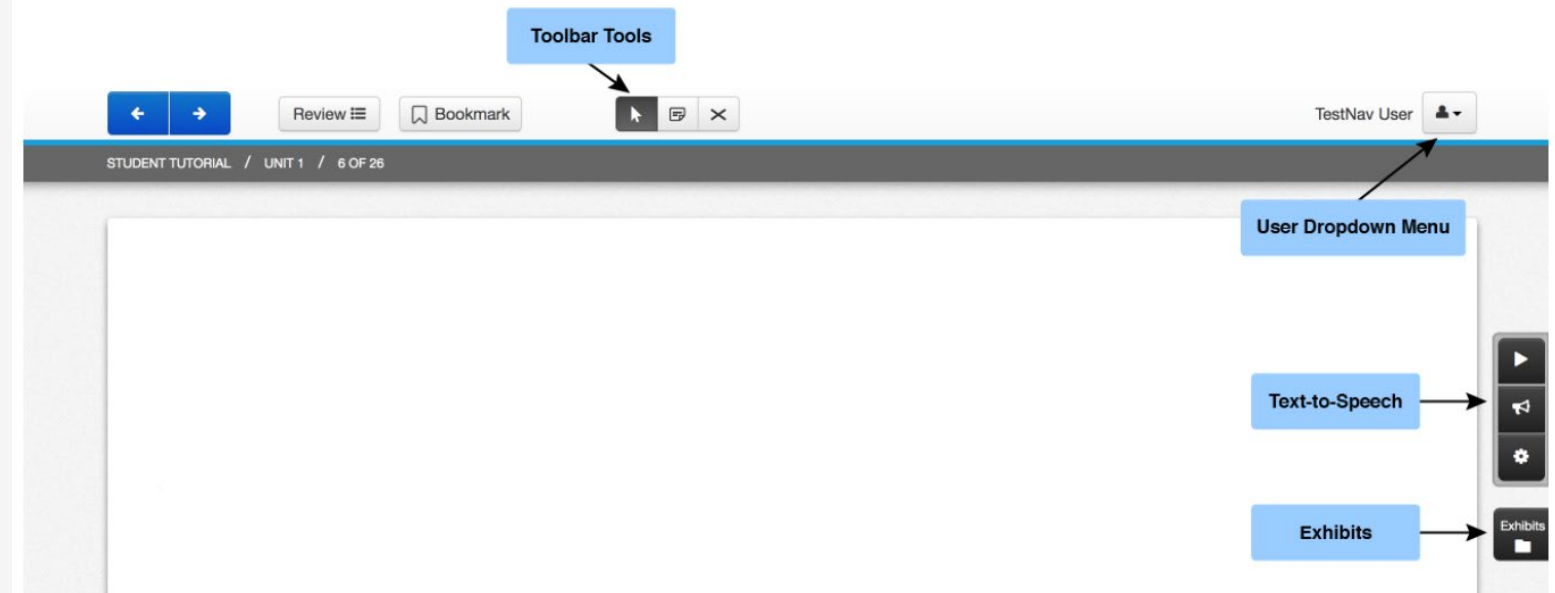 Toolbar Tools
Review
Bookmark
TestNav User
STUDENT TUTORIAL / UNIT 1 / 6 OF 26
User Dropdown Menu
Text-to-Speech
Exhibits
Exhibits